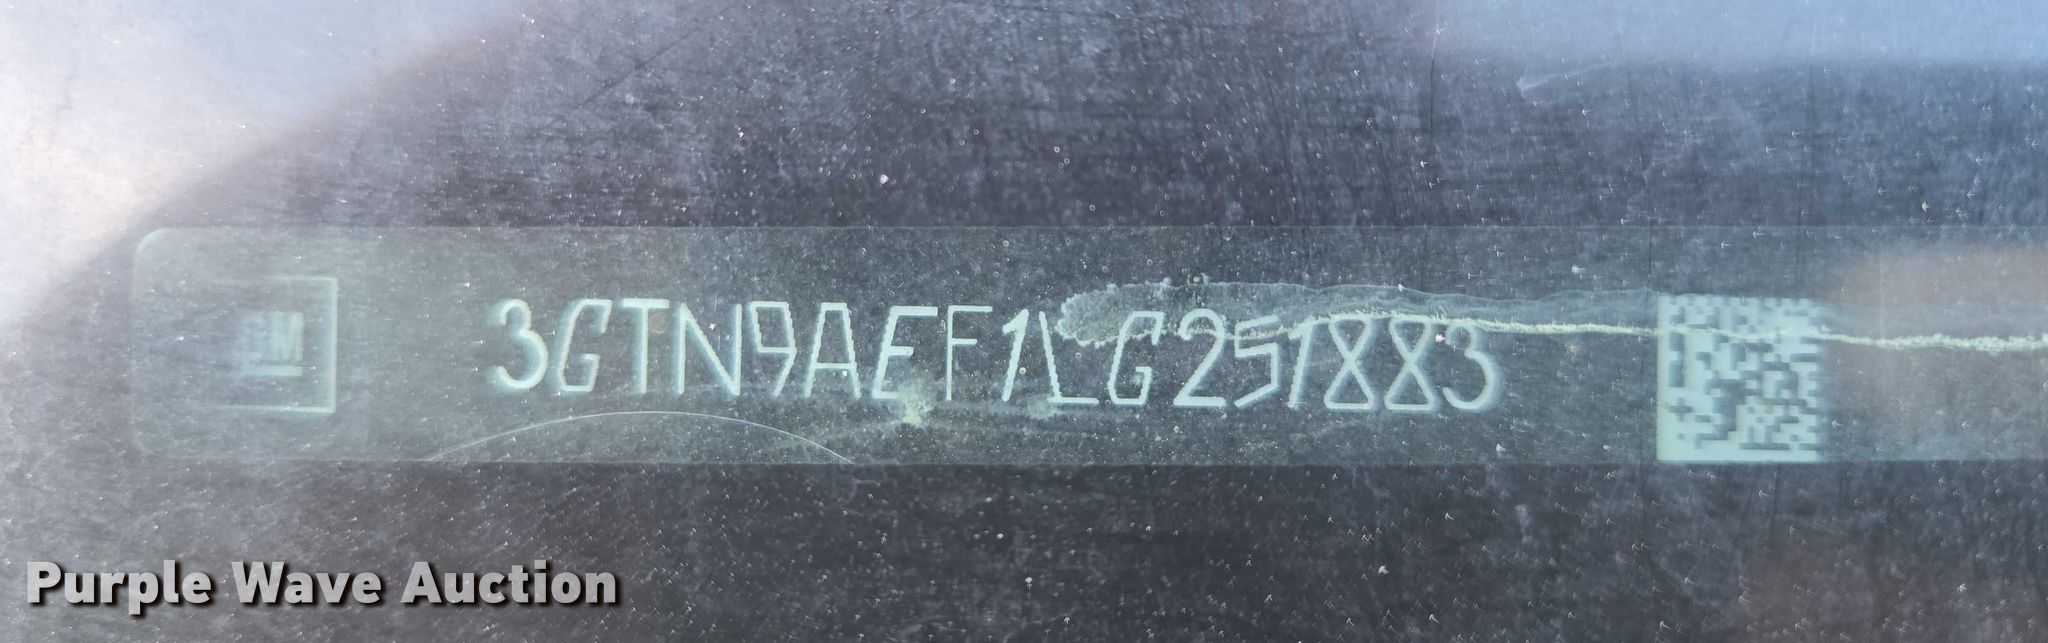 GM
3GTN9AEF1LG251883
Purple Wave Auction